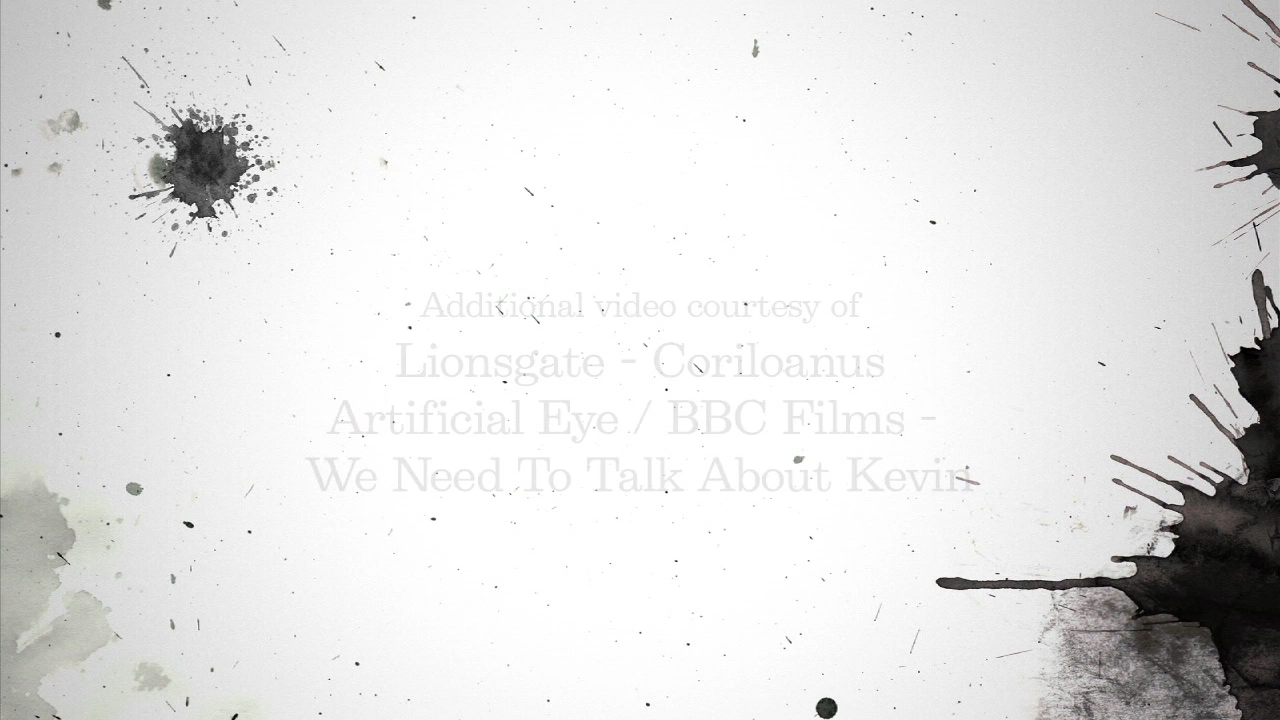 Additional video courtesy of
Lionsgate - Coriloanus
Artificial Eye / BBC Films -
We Need To Talk About Kevin